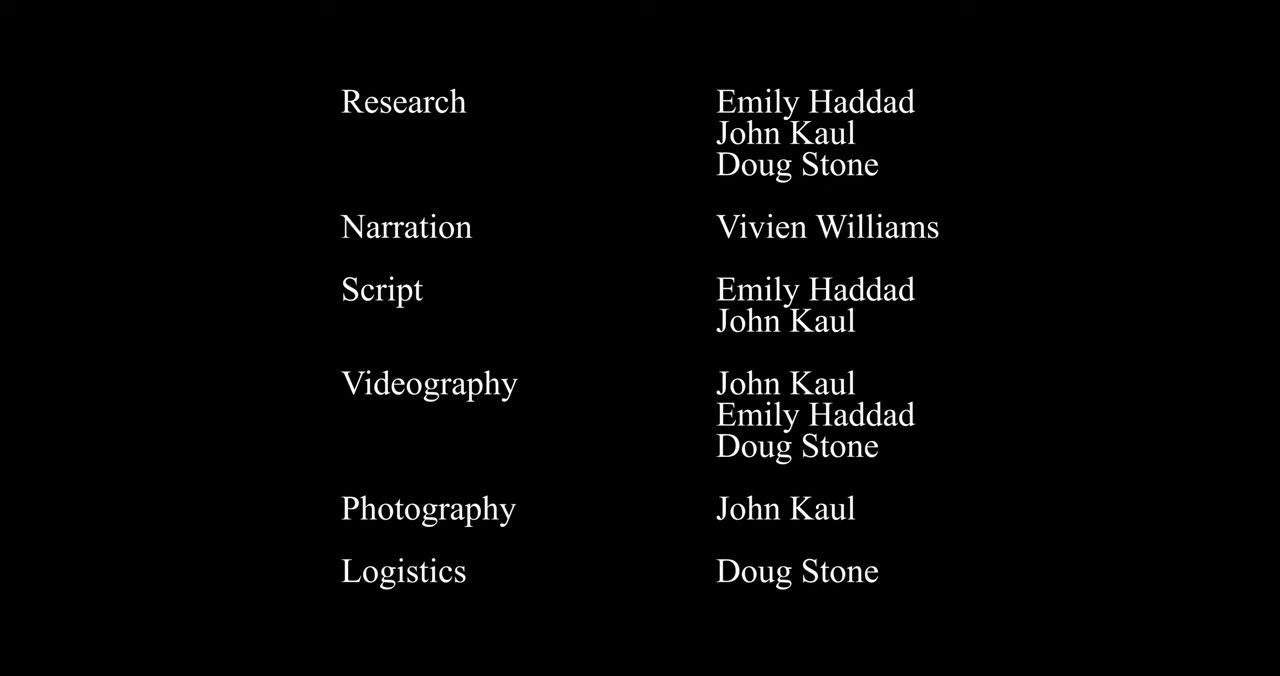 Research Emily Haddad
John Kaul
Doug Stone
Narration Vivien Williams
Script Emily Haddad
John Kaul
Videography John Kaul
Emily Haddad
Doug Stone
Photography John Kaul
Logistics Doug Stone